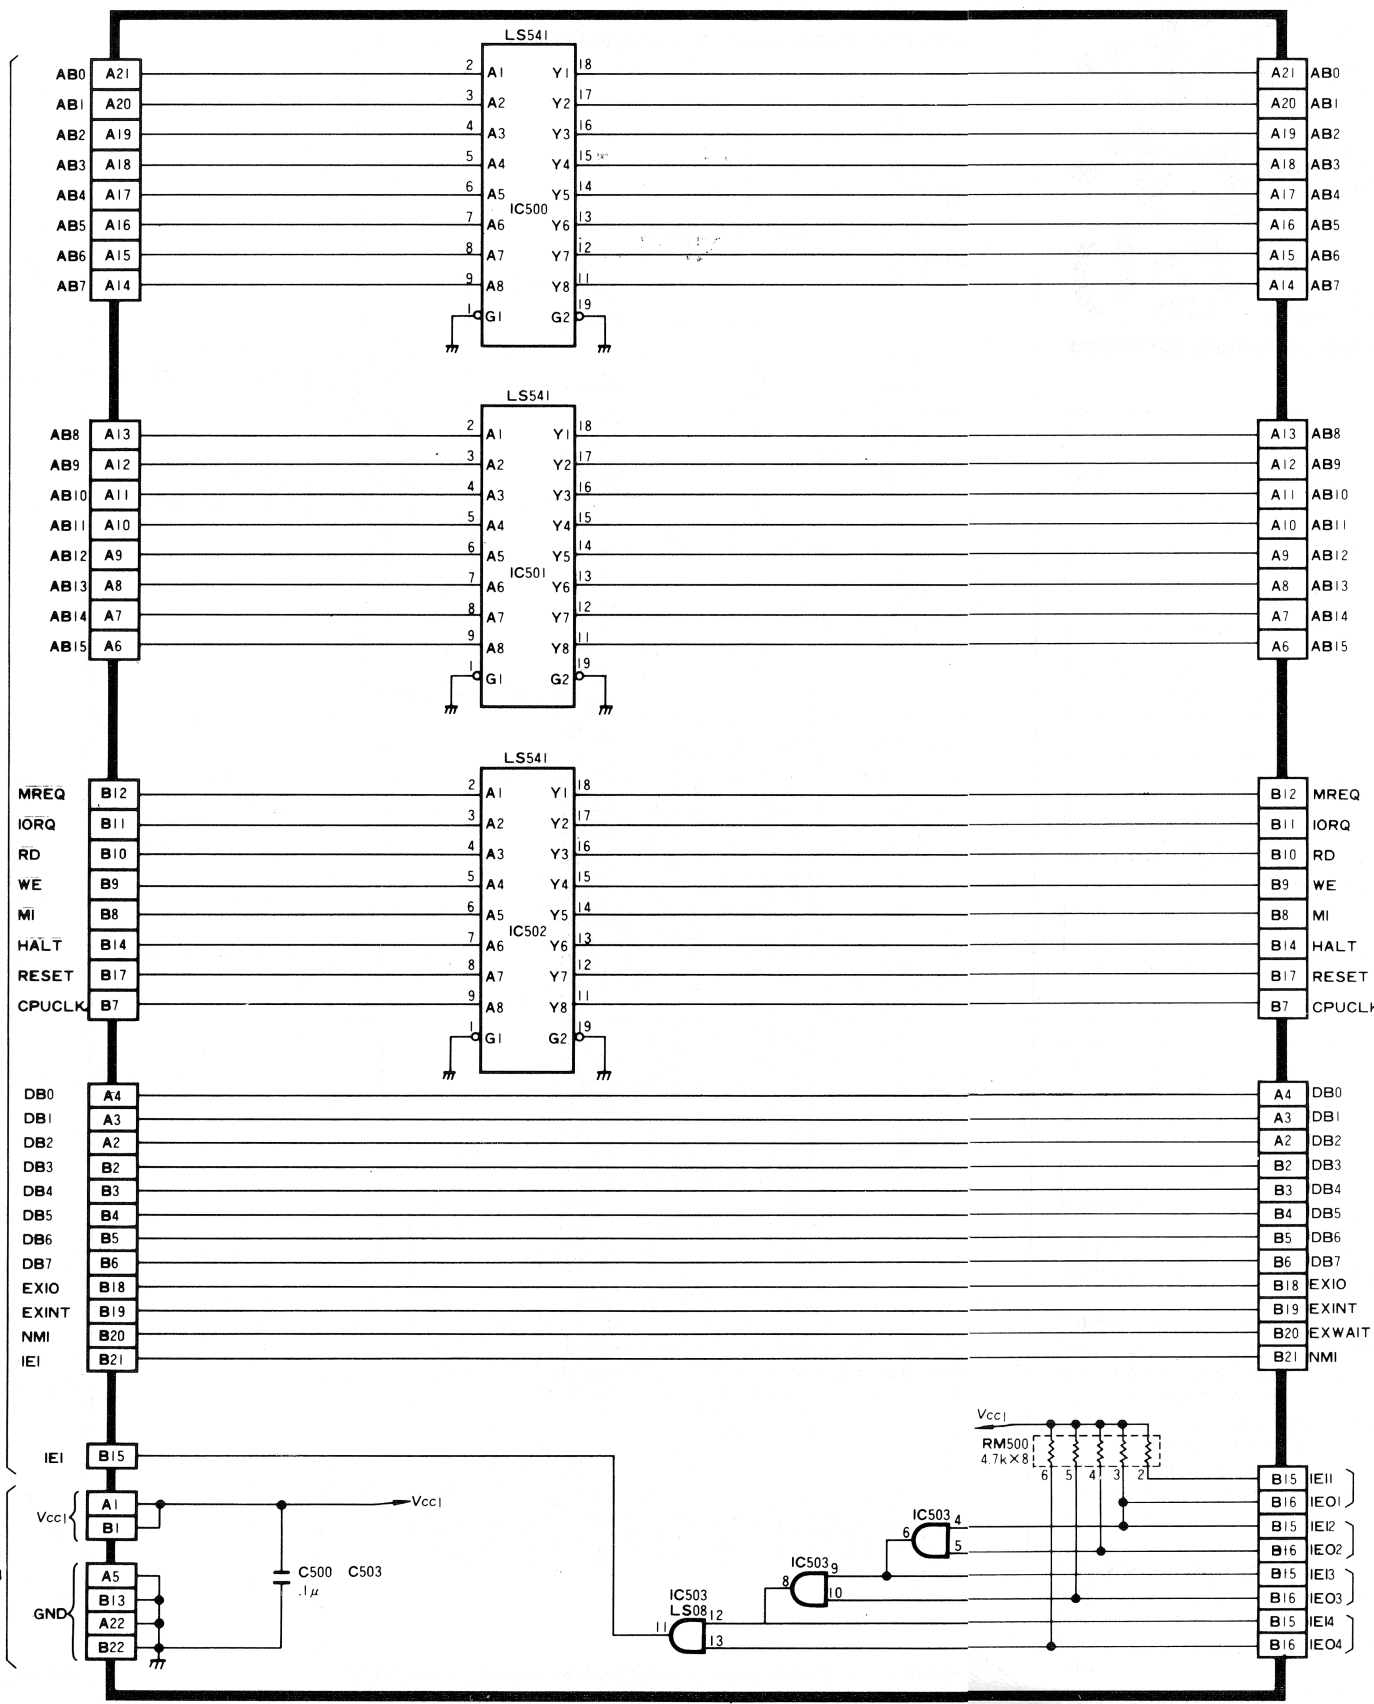 LS541
AB0 A21 2 A1 Y1 18 A21 AB0
AB1 A20 3 A2 Y2 17 A20 AB1
AB2 A19 4 A3 Y3 16 A19 AB2
AB3 A18 5 A4 Y4 15 A18 AB3
AB4 A17 6 A5 Y5 14 A17 AB4
IC500
AB5 A16 7 A6 Y6 13 A16 AB5
AB6 A15 8 A7 Y7 12 A15 AB6
AB7 A14 9 A8 Y8 11 A14 AB7
1 G1 G2 19
LS541
AB8 A13 2 A1 Y1 18 A13 AB8
AB9 A12 3 A2 Y2 17 A12 AB9
AB10 A11 4 A3 Y3 16 A11 AB10
AB11 A10 5 A4 Y4 15 A10 AB11
AB12 A9 6 A5 Y5 14 A9 AB12
IC501
AB13 A8 7 A6 Y6 13 A8 AB13
AB14 A7 8 A7 Y7 12 A7 AB14
AB15 A6 9 A8 Y8 11 A6 AB15
1 G1 G2 19
LS541
M̅R̅E̅Q̅ B12 2 A1 Y1 18 B12 MREQ
I̅O̅R̅Q̅ B11 3 A2 Y2 17 B11 IORQ
R̅D̅ B10 4 A3 Y3 16 B10 RD
W̅E̅ B9 5 A4 Y4 15 B9 WE
M̅I̅ B8 6 A5 Y5 14 B8 MI
IC502
H̅A̅L̅T̅ B14 7 A6 Y6 13 B14 HALT
RESET B17 8 A7 Y7 12 B17 RESET
CPUCLK B7 9 A8 Y8 11 B7 CPUCLK
1 G1 G2 19
DB0 A4 A4 DB0
DB1 A3 A3 DB1
DB2 A2 A2 DB2
DB3 B2 B2 DB3
DB4 B3 B3 DB4
DB5 B4 B4 DB5
DB6 B5 B5 DB6
DB7 B6 B6 DB7
EXIO B18 B18 EXIO
EXINT B19 B19 EXINT
NMI B20 B20 EXWAIT
IEI B21 B21 NMI
Vcc1
RM500
4.7k×8
6 5 4 3 2
IEI B15
B15 IEI1
B16 IEO1
Vcc1 A1 B1 Vcc1
IC503 6 4 5
B15 IEI2
B16 IEO2
C500 C503
.1μ
IC503 8 9 10
B15 IEI3
B16 IEO3
GND A5 B13 A22 B22
IC503
LS08
11 12 13
B15 IEI4
B16 IEO4